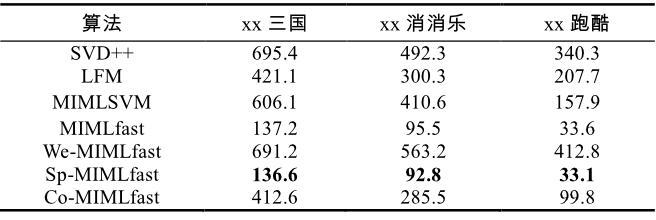 算法 xx 三国 xx 消消乐 xx 跑酷
SVD++ 695.4 492.3 340.3
LFM 421.1 300.3 207.7
MIMLSVM 606.1 410.6 157.9
MIMLfast 137.2 95.5 33.6
We-MIMLfast 691.2 563.2 412.8
Sp-MIMLfast 136.6 92.8 33.1
Co-MIMLfast 412.6 285.5 99.8